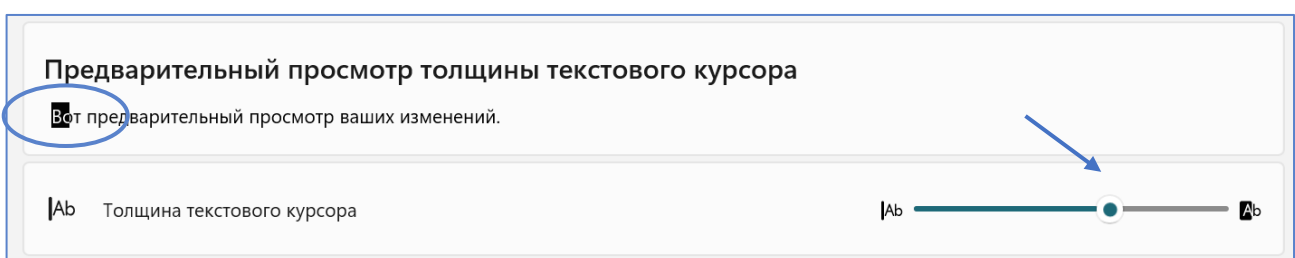 Предварительный просмотр толщины текстового курсора
Вот предварительный просмотр ваших изменений.
Ab Толщина текстового курсора Ab Ab